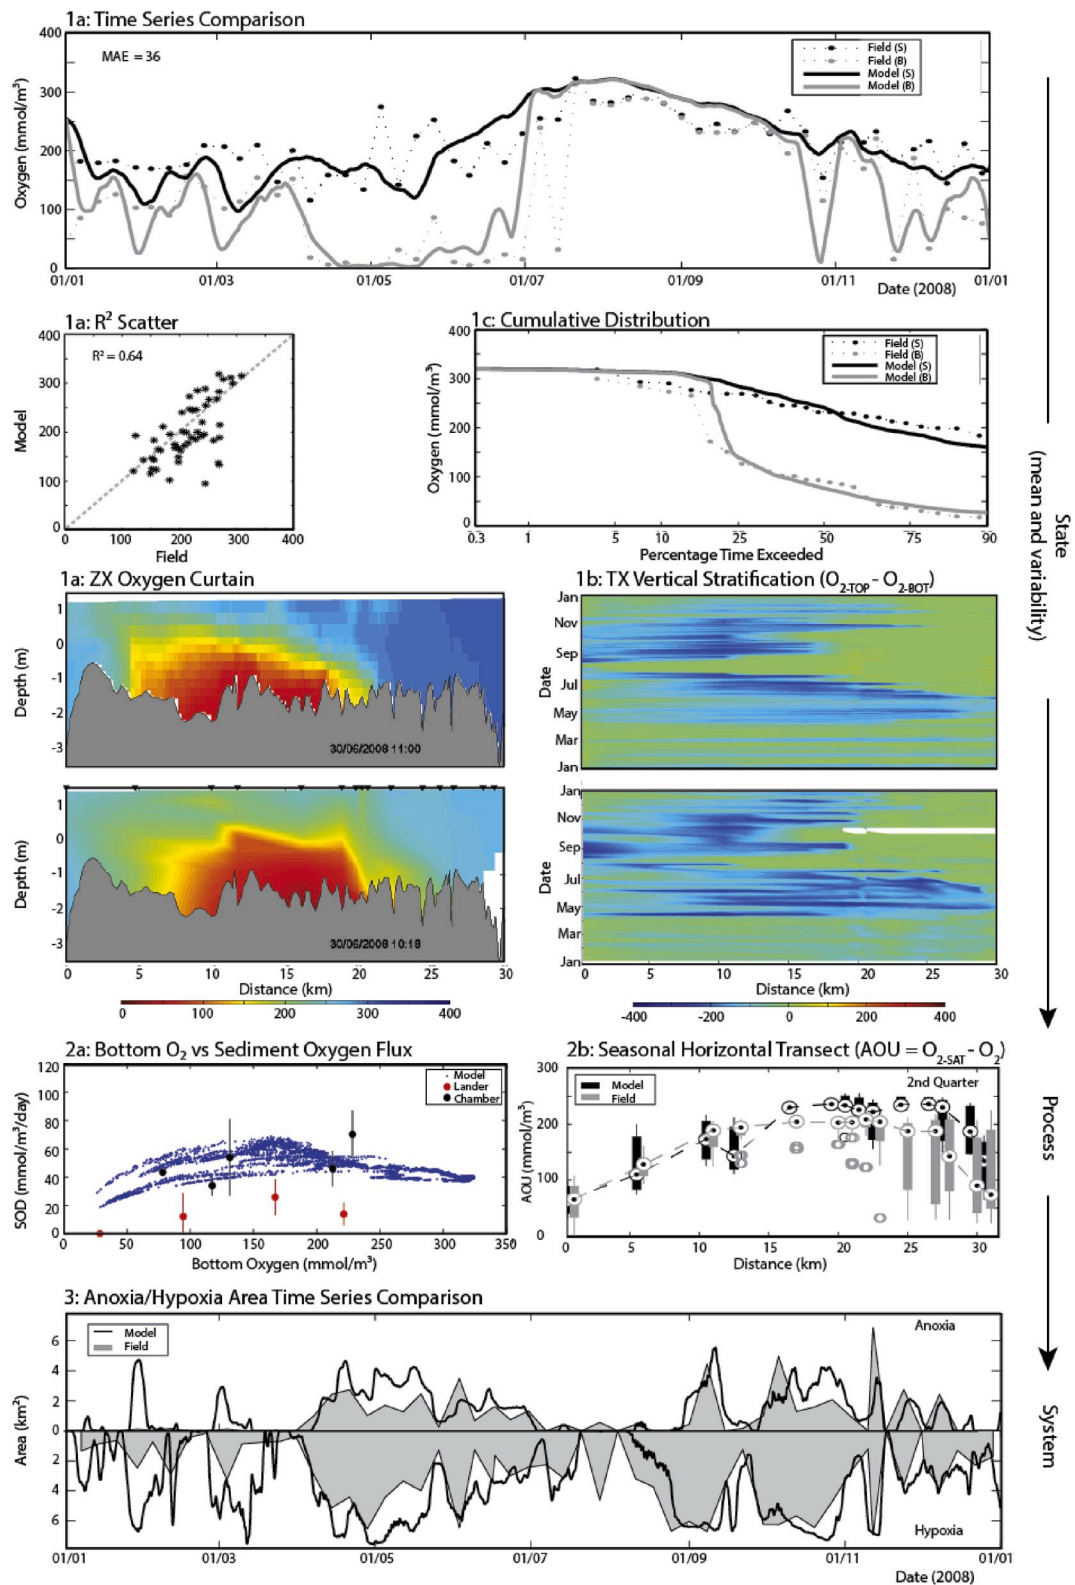 1a: Time Series Comparison
400
300
200
100
0
Oxygen (mmol/m³)
MAE = 36
Field (S)
Field (B)
Model (S)
Model (B)
01/01
01/03
01/05
01/07
01/09
01/11
01/01
Date (2008)
1a: R² Scatter
400
300
200
100
0
Model
R² = 0.64
0
100
200
300
400
Field
1c: Cumulative Distribution
400
300
200
100
0
Oxygen (mmol/m³)
Field (S)
Field (B)
Model (S)
Model (B)
0.3
1
5
10
25
50
75
90
Percentage Time Exceeded
State
(mean and variability)
1a: ZX Oxygen Curtain
1
0
-1
-2
-3
Depth (m)
30/06/2008 11:00
1
0
-1
-2
-3
Depth (m)
30/06/2008 10:18
0
5
10
15
20
25
30
Distance (km)
0
100
200
300
400
1b: TX Vertical Stratification (O2-TOP - O2-BOT)
Jan
Nov
Sep
Jul
May
Mar
Jan
Date
Jan
Nov
Sep
Jul
May
Mar
Jan
Date
0
5
10
15
20
25
30
Distance (km)
-400
-200
0
200
400
2a: Bottom O2 vs Sediment Oxygen Flux
120
100
80
60
40
20
0
SOD (mmol/m²/day)
Model
Lander
Chamber
0
50
100
150
200
250
300
350
Bottom Oxygen (mmol/m³)
2b: Seasonal Horizontal Transect (AOU = O2-SAT - O2)
300
200
100
0
AOU (mmol/m³)
Model
Field
2nd Quarter
0
5
10
15
20
25
30
Distance (km)
Process
3: Anoxia/Hypoxia Area Time Series Comparison
6
4
2
0
2
4
6
Area (km²)
Model
Field
Anoxia
Hypoxia
01/01
01/03
01/05
01/07
01/09
01/11
01/01
Date (2008)
System